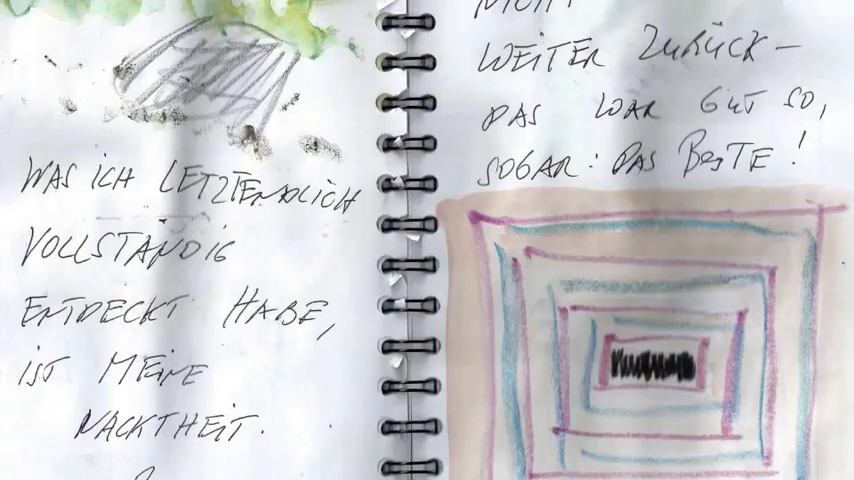 WAS ICH LETZTENDLICH
VOLLSTÄNDIG
ENTDECKT HABE,
IST MEINE
NACKTHEIT.
NICHT
WEITER ZURÜCK –
DAS WAR GUT SO,
SOGAR: DAS BESTE!